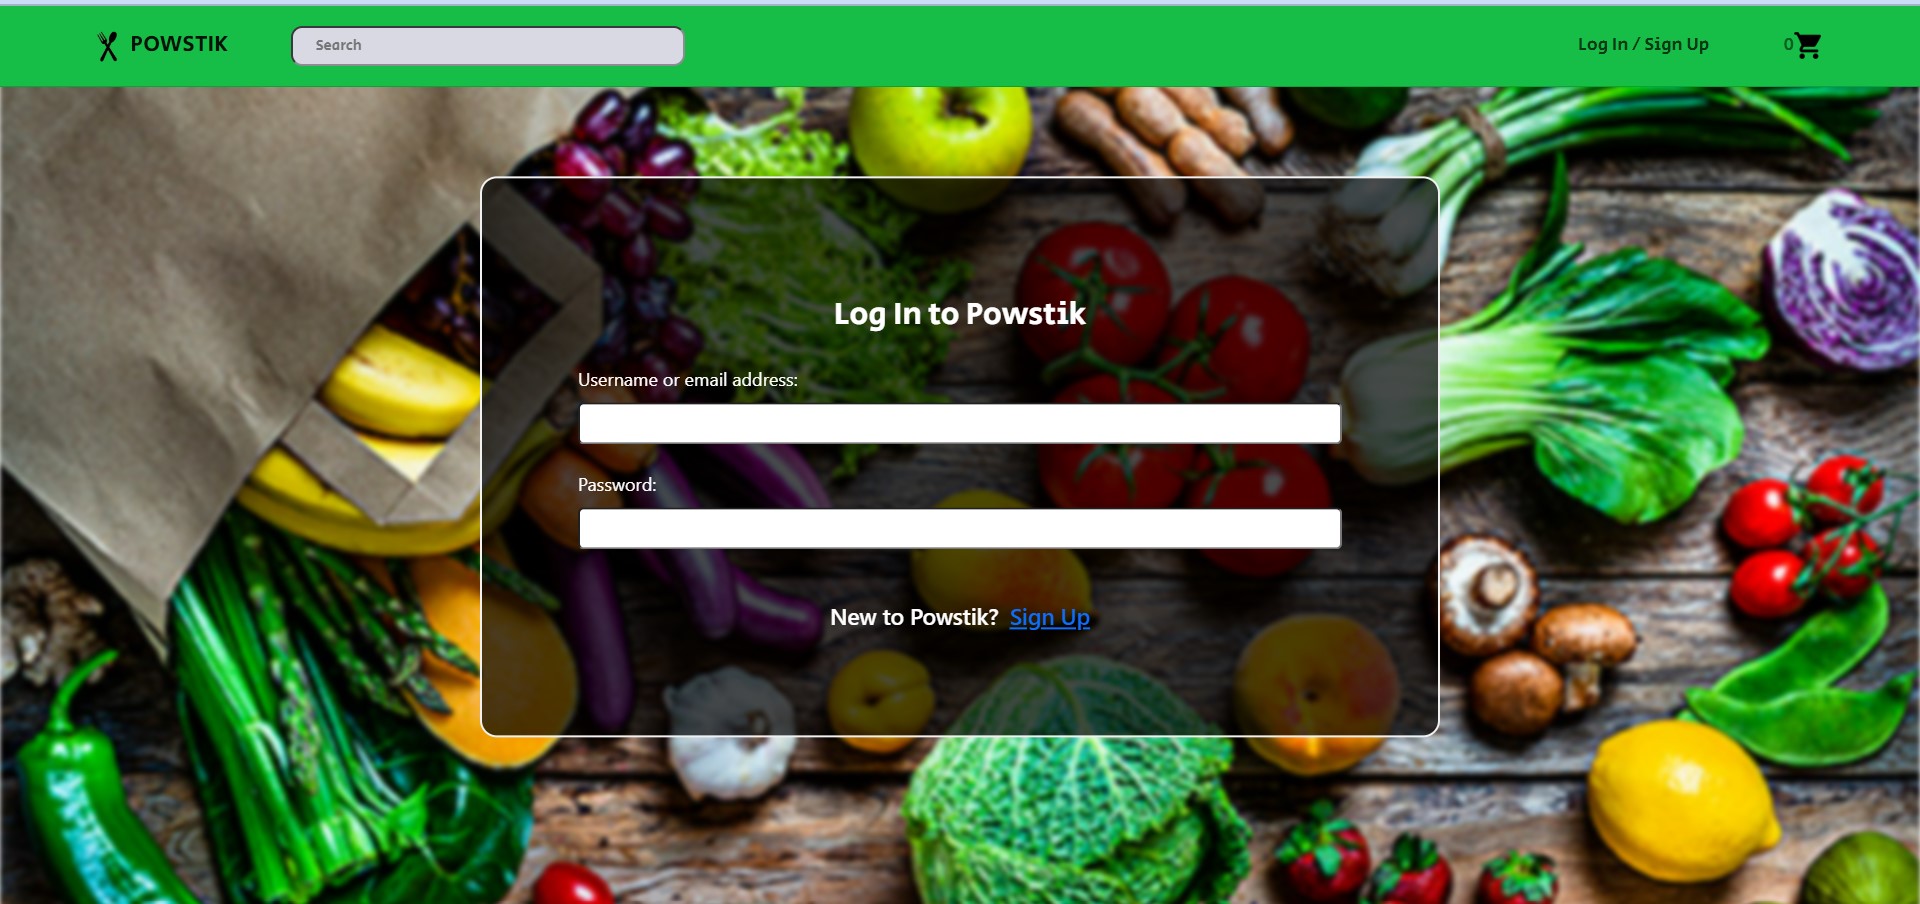 POWSTIK
Search
Log In / Sign Up
0
Log In to Powstik
Username or email address:
Password:
New to Powstik? Sign Up